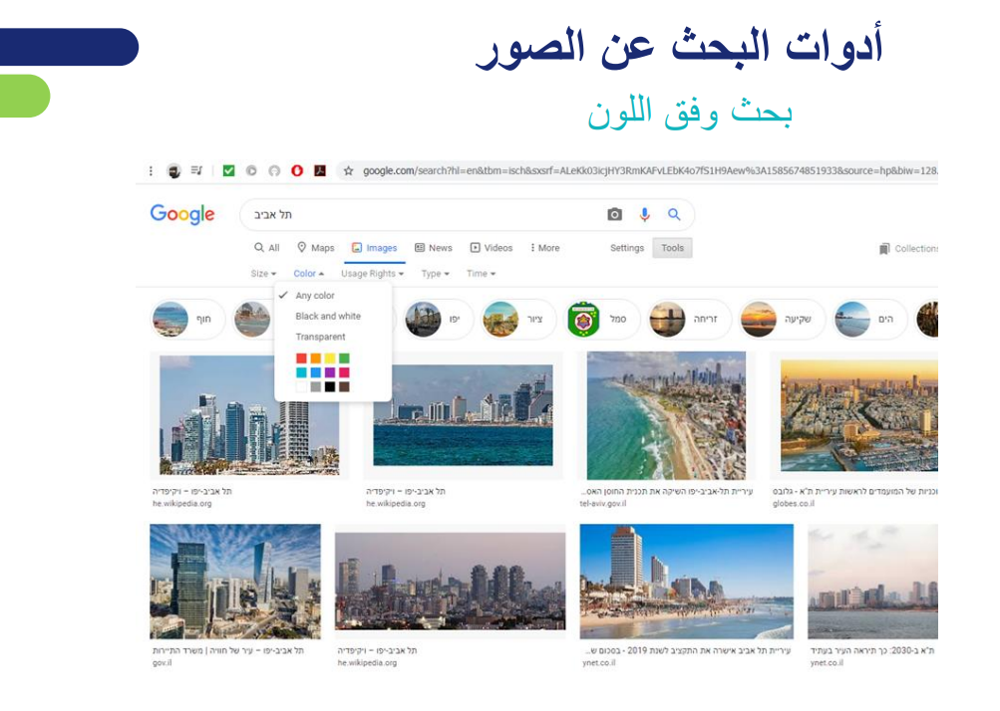 أدوات البحث عن الصور
بحث وفق اللون
google.com/search?hl=en&tbm=isch&sxsrf=ALeKk03icjHY3RmKAFvLEbK4o7fS1H9Aew%3A1585674851933&source=hp&biw=128.
Google
תל אביב
All Maps Images News Videos More Settings Tools Collections
Size Color Usage Rights Type Time
Any color
Black and white
Transparent
חוף יפו ציור סמל זריחה שקיעה הים
תל אביב-יפו – ויקיפדיה
he.wikipedia.org
תל אביב-יפו – ויקיפדיה
he.wikipedia.org
עיריית תל-אביב-יפו השיקה את תכנית החוסן האס...
tel-aviv.gov.il
וכניות של המועמדים לראשות עיריית ת"א - גלובס
globes.co.il
תל אביב-יפו – עיר של חוויה | משרד התיירות
gov.il
תל אביב-יפו – ויקיפדיה
he.wikipedia.org
עיריית תל אביב אישרה את התקציב לשנת 2019 - בסכום ש...
ynet.co.il
ת"א ב-2030: כך תיראה העיר בעתיד
ynet.co.il